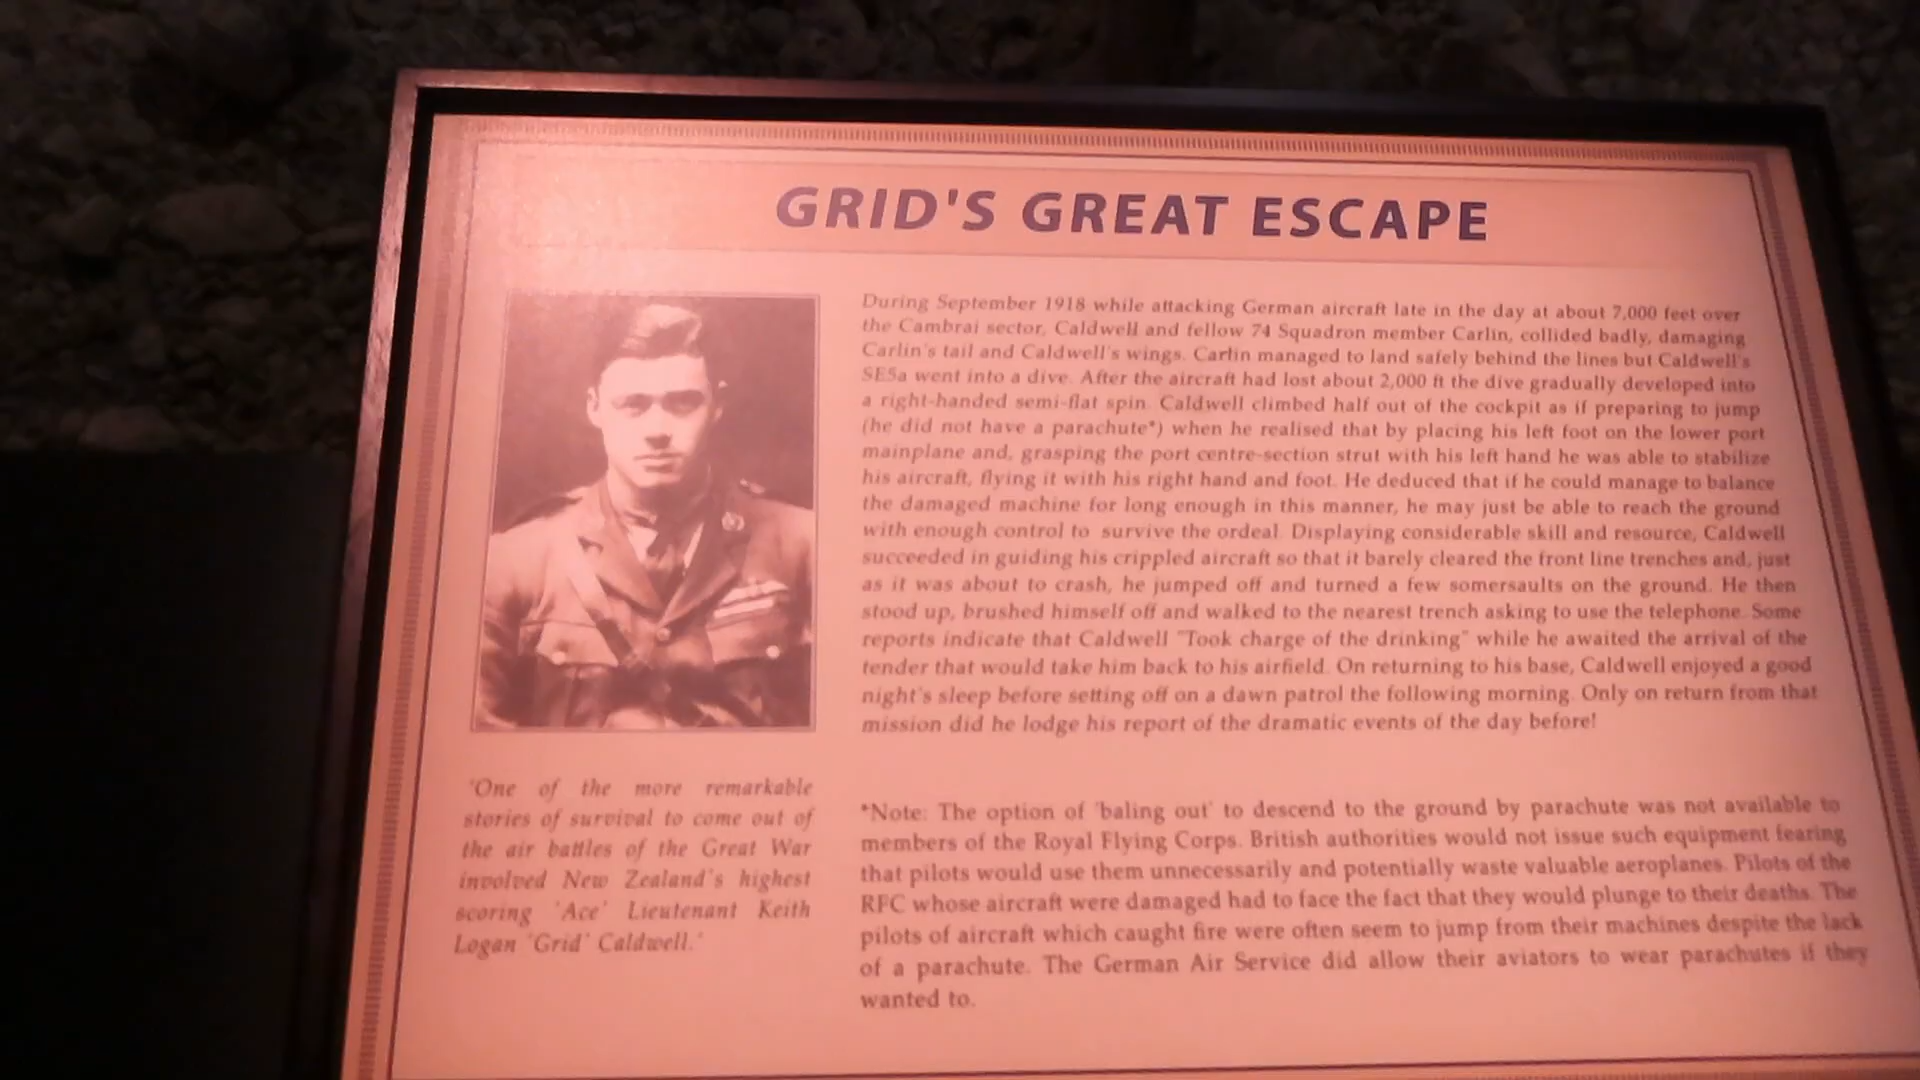 GRID'S GREAT ESCAPE
During September 1918 while attacking German aircraft late in the day at about 7,000 feet over
the Cambrai sector, Caldwell and fellow 74 Squadron member Carlin, collided badly, damaging
Carlin's tail and Caldwell's wings. Carlin managed to land safely behind the lines but Caldwell's
SE5a went into a dive. After the aircraft had lost about 2,000 ft the dive gradually developed into
a right-handed semi-flat spin. Caldwell climbed half out of the cockpit as if preparing to jump
(he did not have a parachute*) when he realised that by placing his left foot on the lower port
mainplane and, grasping the port centre-section strut with his left hand he was able to stabilize
his aircraft, flying it with his right hand and foot. He deduced that if he could manage to balance
the damaged machine for long enough in this manner, he may just be able to reach the ground
with enough control to survive the ordeal. Displaying considerable skill and resource, Caldwell
succeeded in guiding his crippled aircraft so that it barely cleared the front line trenches and, just
as it was about to crash, he jumped off and turned a few somersaults on the ground. He then
stood up, brushed himself off and walked to the nearest trench asking to use the telephone. Some
reports indicate that Caldwell "Took charge of the drinking" while he awaited the arrival of the
tender that would take him back to his airfield. On returning to his base, Caldwell enjoyed a good
night's sleep before setting off on a dawn patrol the following morning. Only on return from that
mission did he lodge his report of the dramatic events of the day before!
'One of the more remarkable
stories of survival to come out of
the air battles of the Great War
involved New Zealand's highest
scoring 'Ace' Lieutenant Keith
Logan 'Grid' Caldwell.'
*Note: The option of 'baling out' to descend to the ground by parachute was not available to
members of the Royal Flying Corps. British authorities would not issue such equipment fearing
that pilots would use them unnecessarily and potentially waste valuable aeroplanes. Pilots of the
RFC whose aircraft were damaged had to face the fact that they would plunge to their deaths. The
pilots of aircraft which caught fire were often seem to jump from their machines despite the lack
of a parachute. The German Air Service did allow their aviators to wear parachutes if they
wanted to.